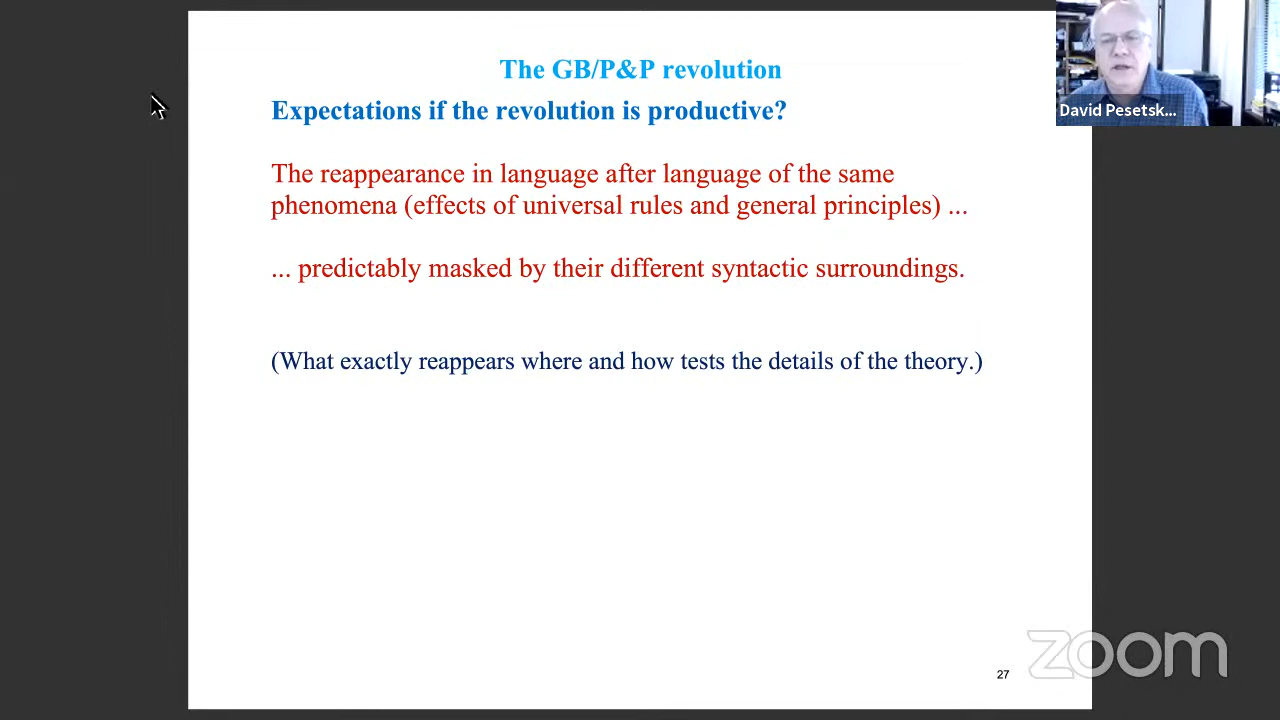 The GB/P&P revolution
Expectations if the revolution is productive?
The reappearance in language after language of the same
phenomena (effects of universal rules and general principles) ...
... predictably masked by their different syntactic surroundings.
(What exactly reappears where and how tests the details of the theory.)
David Pesetsk...
zoom
27